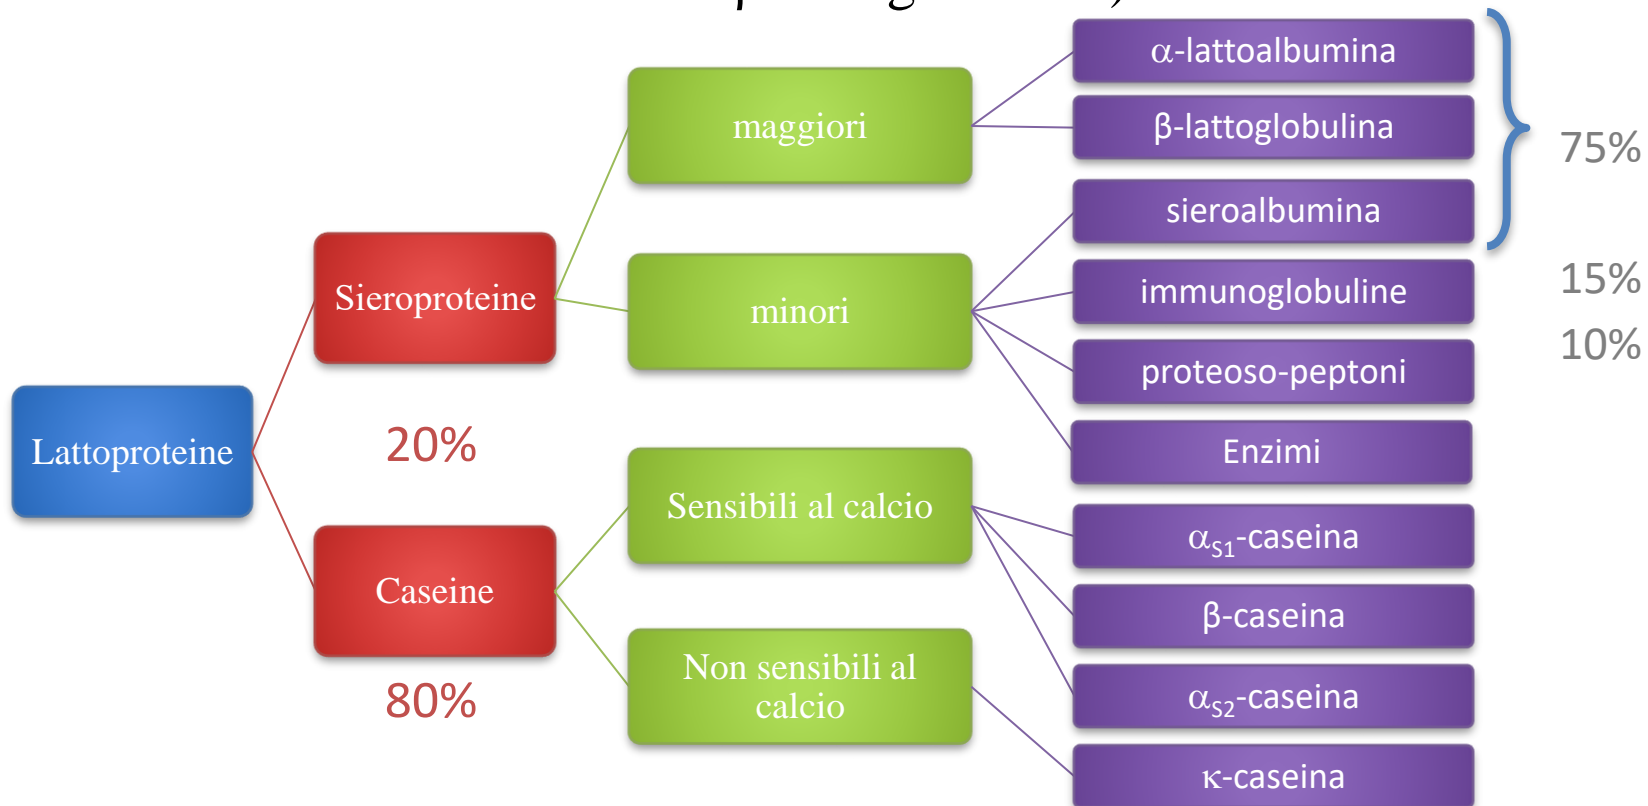 α-lattoalbumina
maggiori
β-lattoglobulina
75%
sieroalbumina
Sieroproteine
immunoglobuline
15%
minori
10%
proteoso-peptoni
Lattoproteine
20%
Enzimi
Sensibili al calcio
αS1-caseina
Caseine
β-caseina
Non sensibili al
calcio
80%
αS2-caseina
κ-caseina